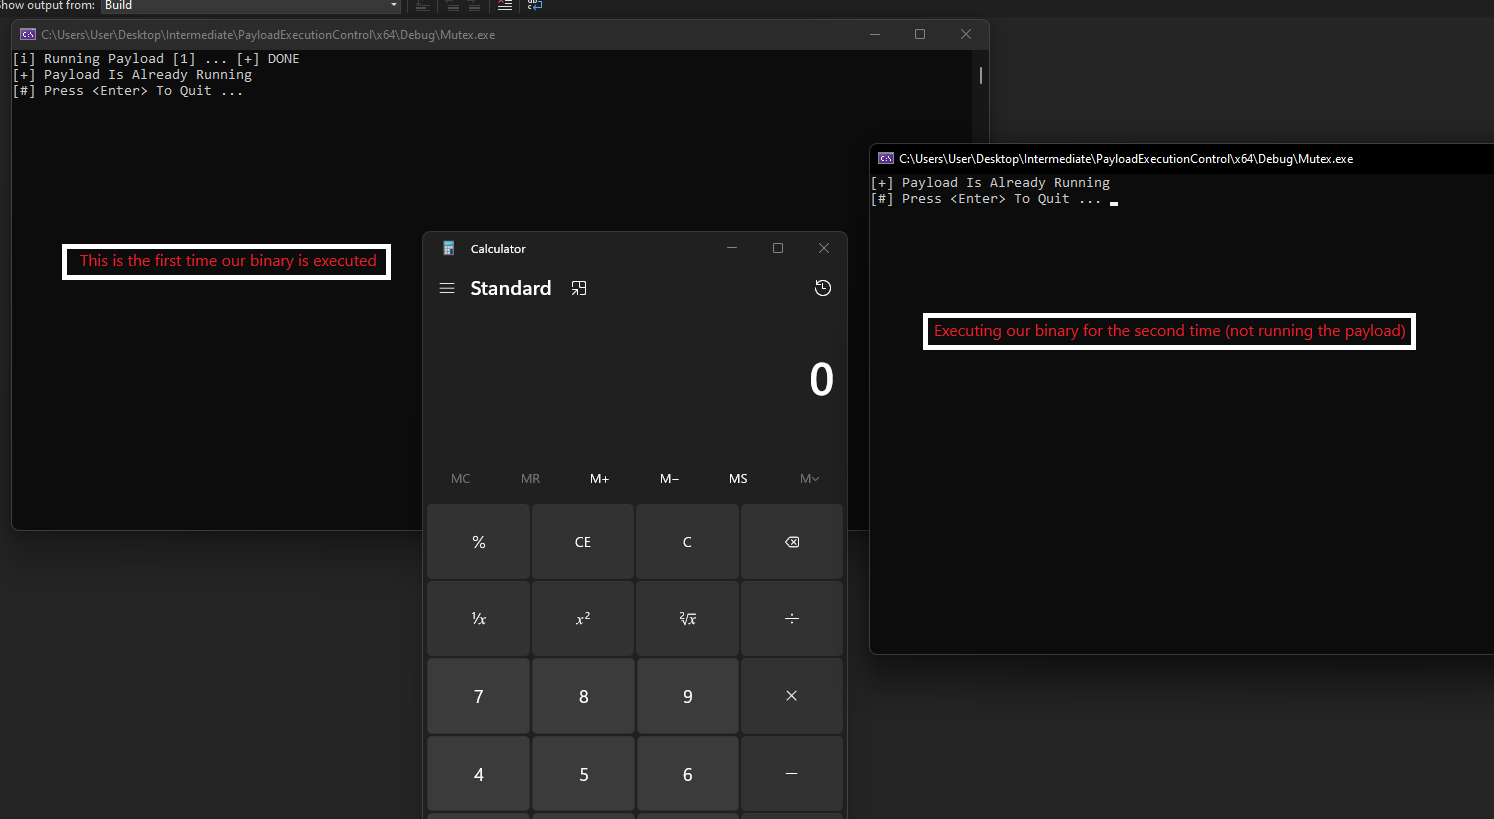 Show output from: Build
C:\Users\User\Desktop\Intermediate\PayloadExecutionControl\x64\Debug\Mutex.exe
[i] Running Payload [1] ... [+] DONE
[+] Payload Is Already Running
[#] Press <Enter> To Quit ...
This is the first time our binary is executed
C:\Users\User\Desktop\Intermediate\PayloadExecutionControl\x64\Debug\Mutex.exe
[+] Payload Is Already Running
[#] Press <Enter> To Quit ...
Executing our binary for the second time (not running the payload)
Calculator
Standard
0
MC MR M+ M− MS M
% CE C
¹/x x² ²√x ÷
7 8 9 ×
4 5 6 −